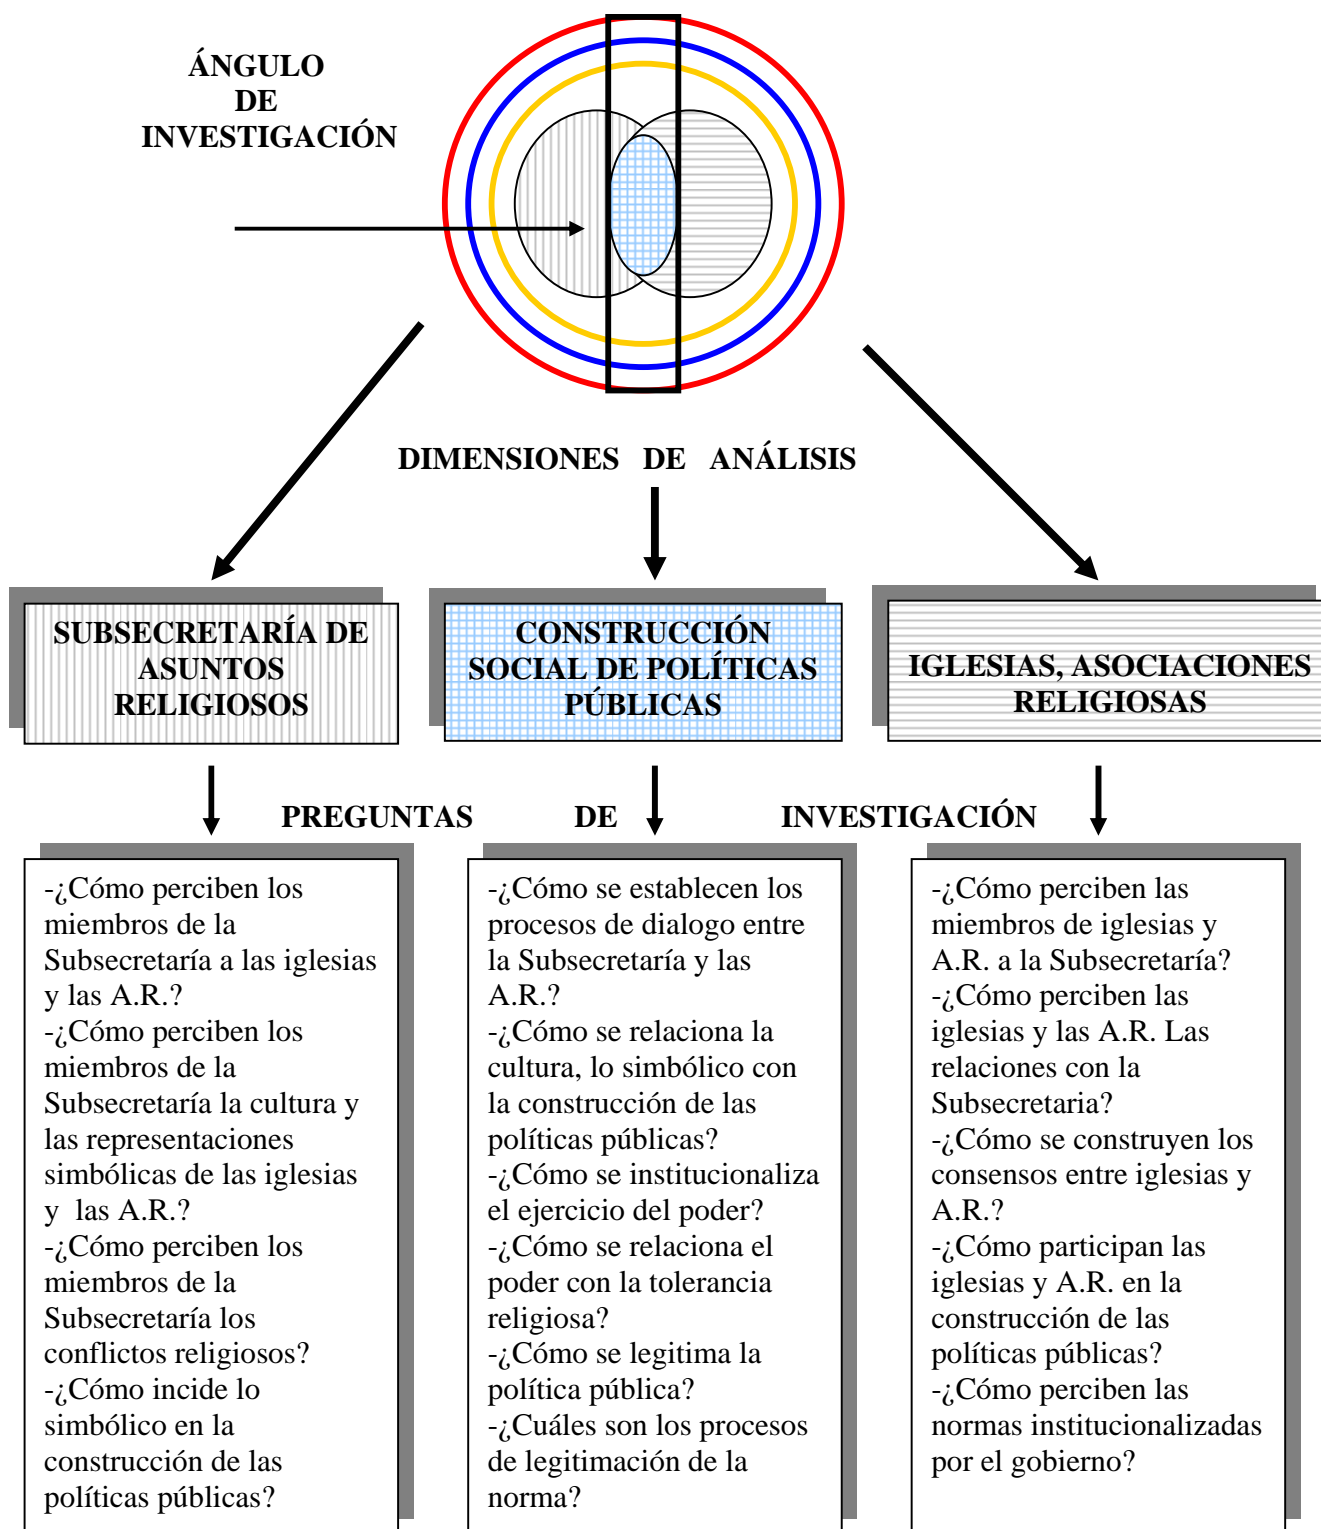 ÁNGULO
DE
INVESTIGACIÓN
DIMENSIONES DE ANÁLISIS
SUBSECRETARÍA DE
ASUNTOS
RELIGIOSOS
CONSTRUCCIÓN
SOCIAL DE POLÍTICAS
PÚBLICAS
IGLESIAS, ASOCIACIONES
RELIGIOSAS
PREGUNTAS DE INVESTIGACIÓN
-¿Cómo perciben los
miembros de la
Subsecretaría a las iglesias
y las A.R.?
-¿Cómo perciben los
miembros de la
Subsecretaría la cultura y
las representaciones
simbólicas de las iglesias
y las A.R.?
-¿Cómo perciben los
miembros de la
Subsecretaría los
conflictos religiosos?
-¿Cómo incide lo
simbólico en la
construcción de las
políticas públicas?
-¿Cómo se establecen los
procesos de dialogo entre
la Subsecretaría y las
A.R.?
-¿Cómo se relaciona la
cultura, lo simbólico con
la construcción de las
políticas públicas?
-¿Cómo se institucionaliza
el ejercicio del poder?
-¿Cómo se relaciona el
poder con la tolerancia
religiosa?
-¿Cómo se legitima la
política pública?
-¿Cuáles son los procesos
de legitimación de la
norma?
-¿Cómo perciben las
miembros de iglesias y
A.R. a la Subsecretaría?
-¿Cómo perciben las
iglesias y las A.R. Las
relaciones con la
Subsecretaria?
-¿Cómo se construyen los
consensos entre iglesias y
A.R.?
-¿Cómo participan las
iglesias y A.R. en la
construcción de las
políticas públicas?
-¿Cómo perciben las
normas institucionalizadas
por el gobierno?